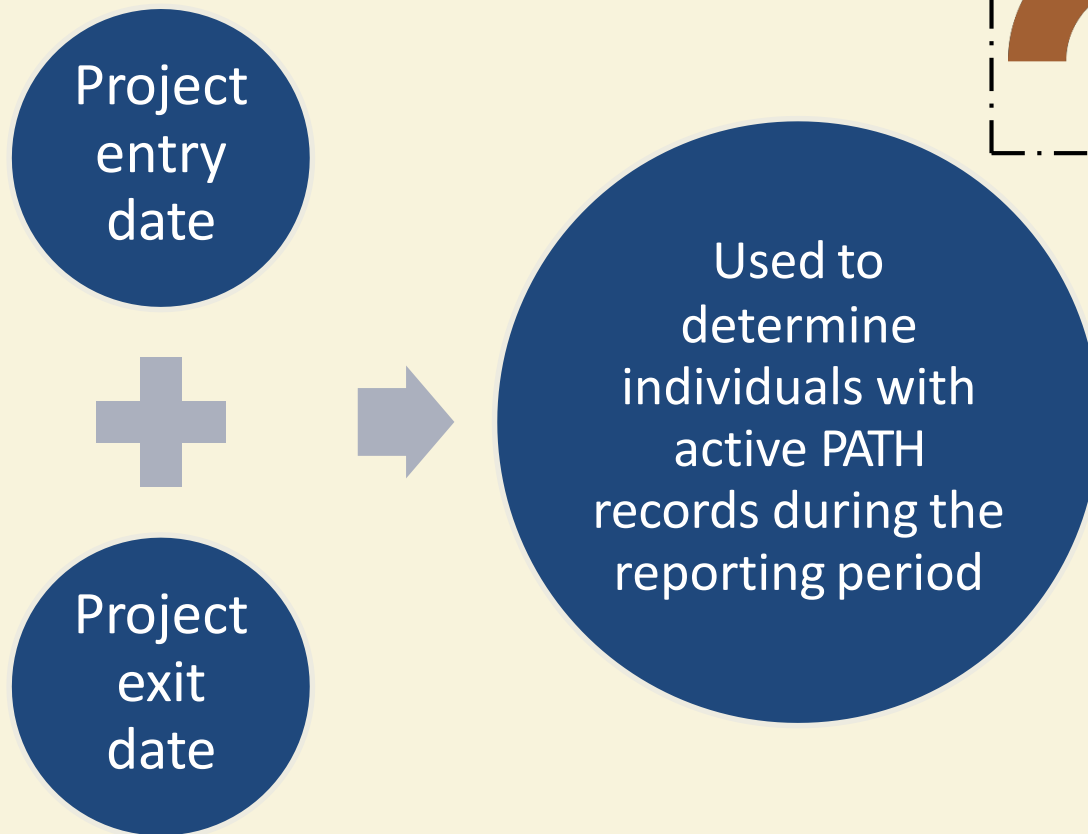 Project
entry
date
Project
exit
date
Used to
determine
individuals with
active PATH
records during the
reporting period